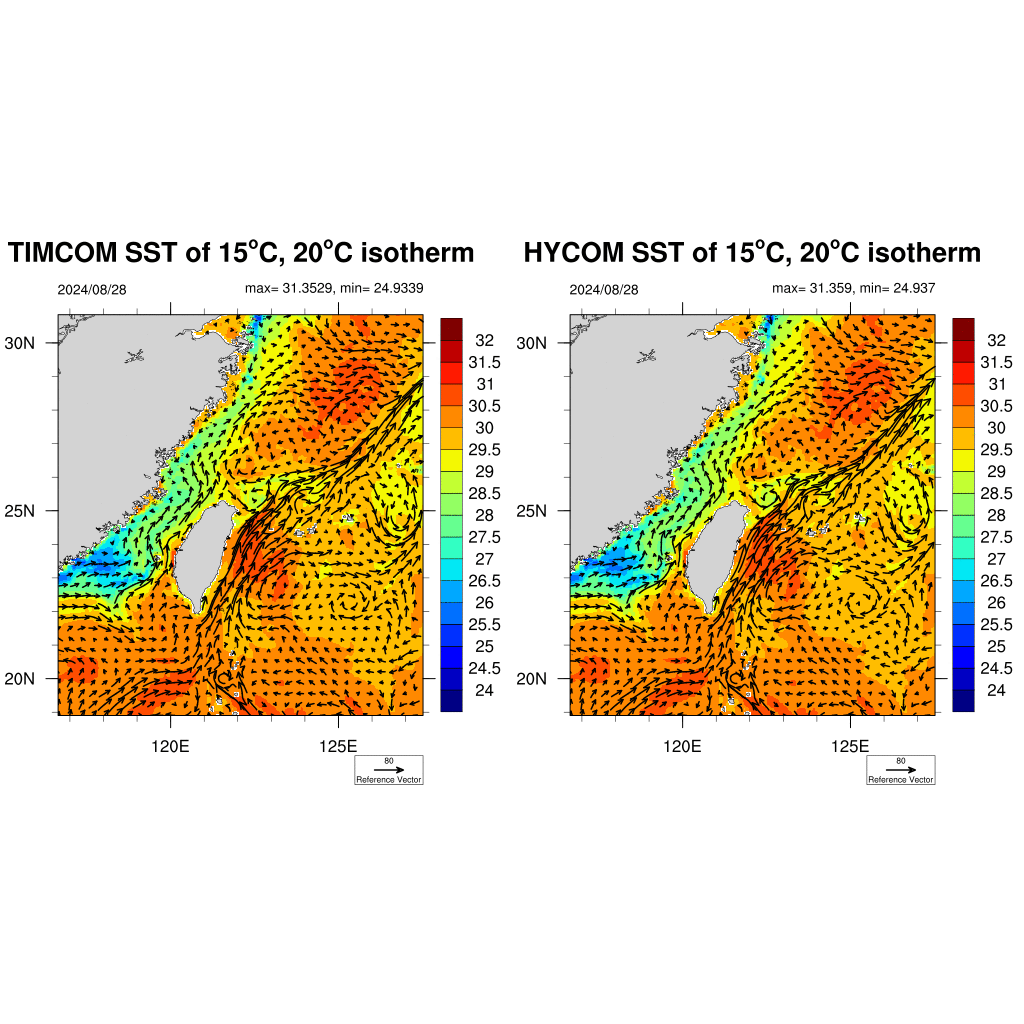 TIMCOM SST of 15°C, 20°C isotherm
2024/08/28
max= 31.3529, min= 24.9339
30N
25N
20N
120E
125E
32
31.5
31
30.5
30
29.5
29
28.5
28
27.5
27
26.5
26
25.5
25
24.5
24
80
Reference Vector
HYCOM SST of 15°C, 20°C isotherm
2024/08/28
max= 31.359, min= 24.937
30N
25N
20N
120E
125E
32
31.5
31
30.5
30
29.5
29
28.5
28
27.5
27
26.5
26
25.5
25
24.5
24
80
Reference Vector